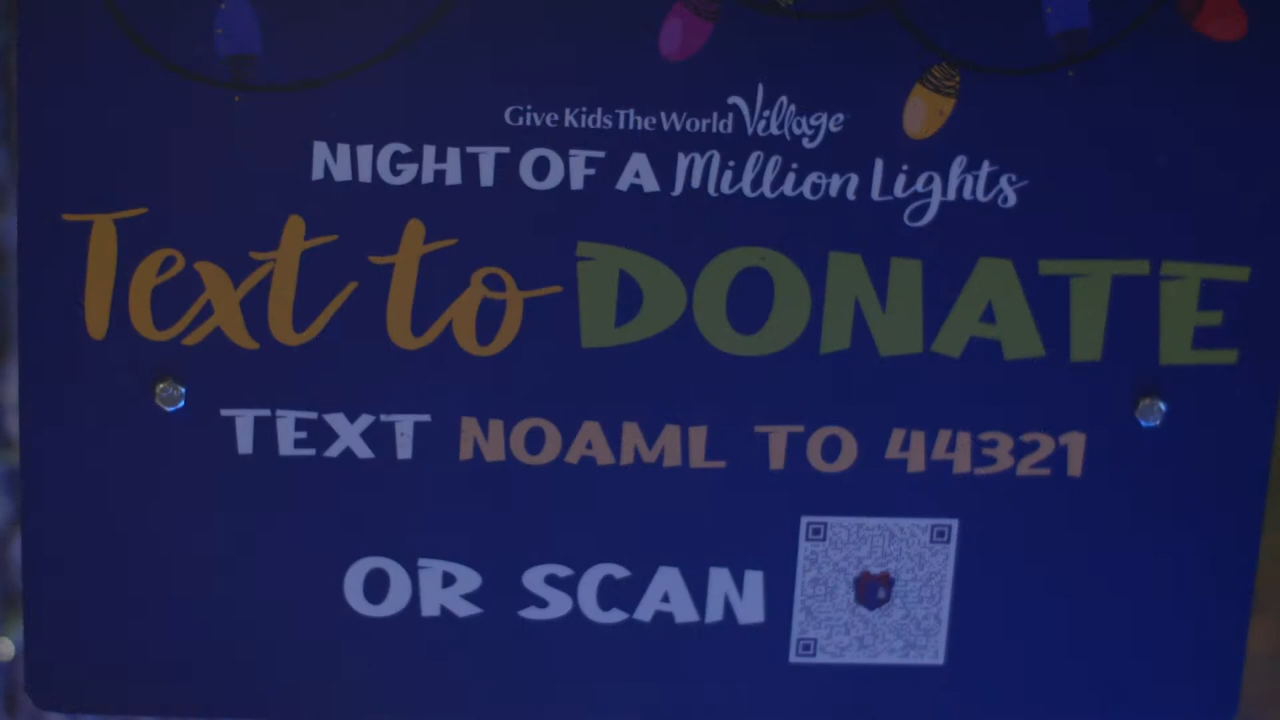 Give Kids The World Village
NIGHT OF A Million Lights
Text to DONATE
TEXT NOAML TO 44321
OR SCAN